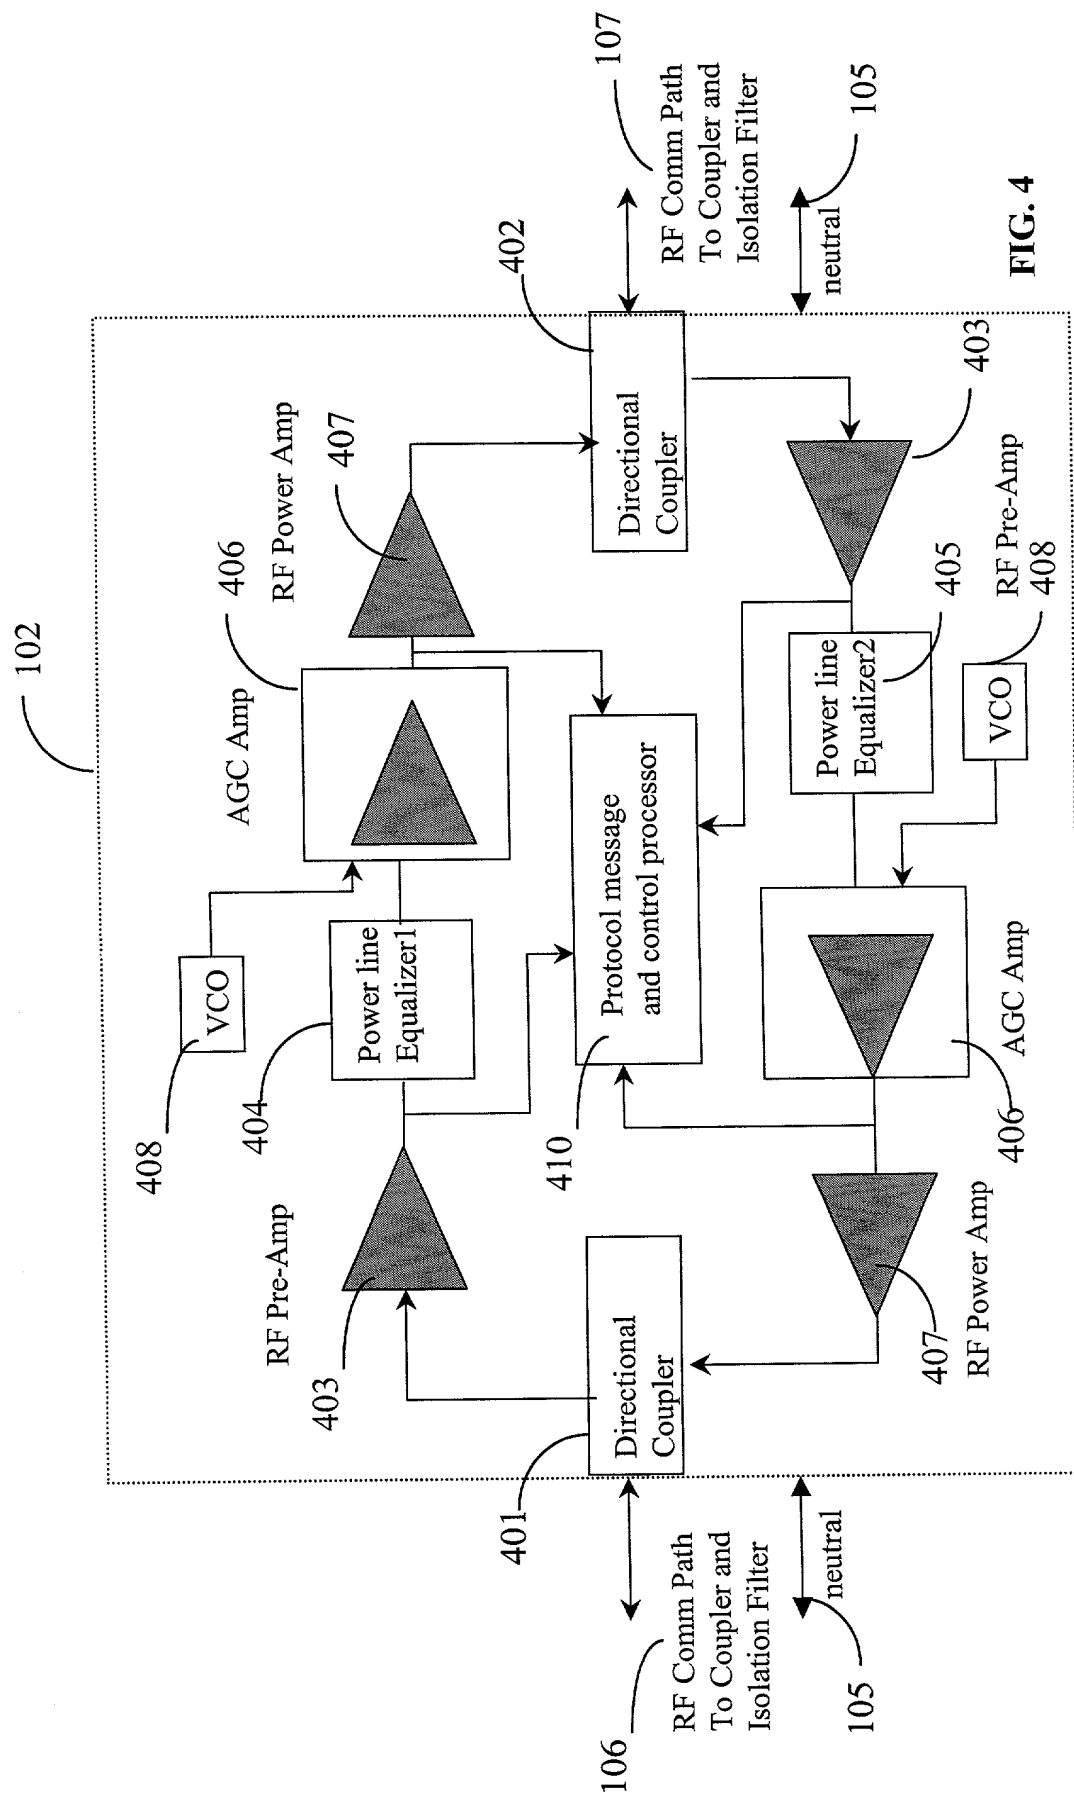 102
408
VCO
AGC Amp
406
RF Power Amp
407
404
Power line
Equalizer1
RF Pre-Amp
403
402
107
RF Comm Path
To Coupler and
Isolation Filter
105
neutral
Directional
Coupler
410
Protocol message
and control processor
401
Directional
Coupler
106
RF Comm Path
To Coupler and
Isolation Filter
105
neutral
407
RF Power Amp
406
AGC Amp
Power line
Equalizer2
405
VCO
408
RF Pre-Amp
403
FIG. 4